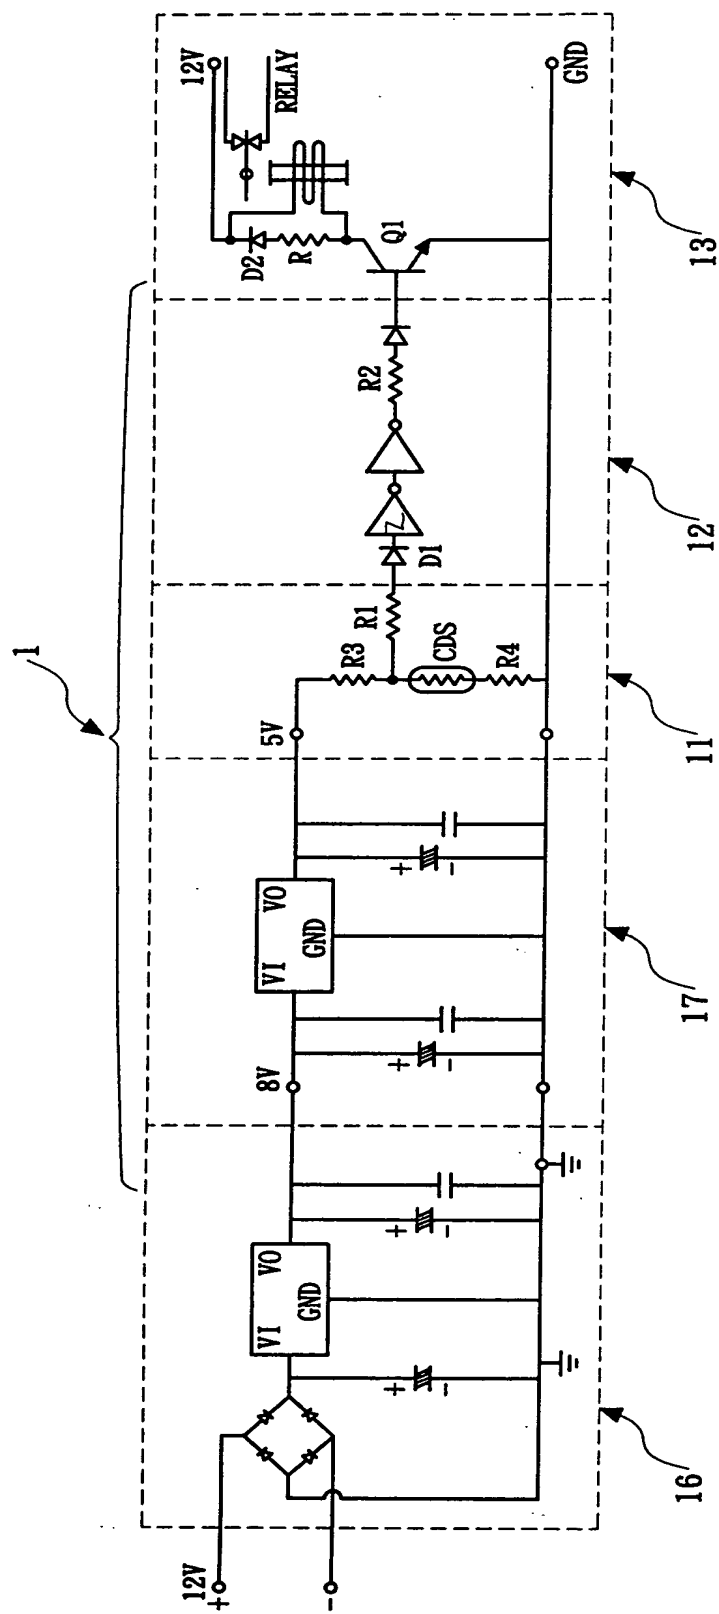 1
12V
+
-
16
VI
VO
GND
+
-
+
-
8V
17
VI
VO
GND
+
-
+
-
5V
11
R3
CDS
R4
R1
12
D1
R2
13
12V
RELAY
D2
R
Q1
GND